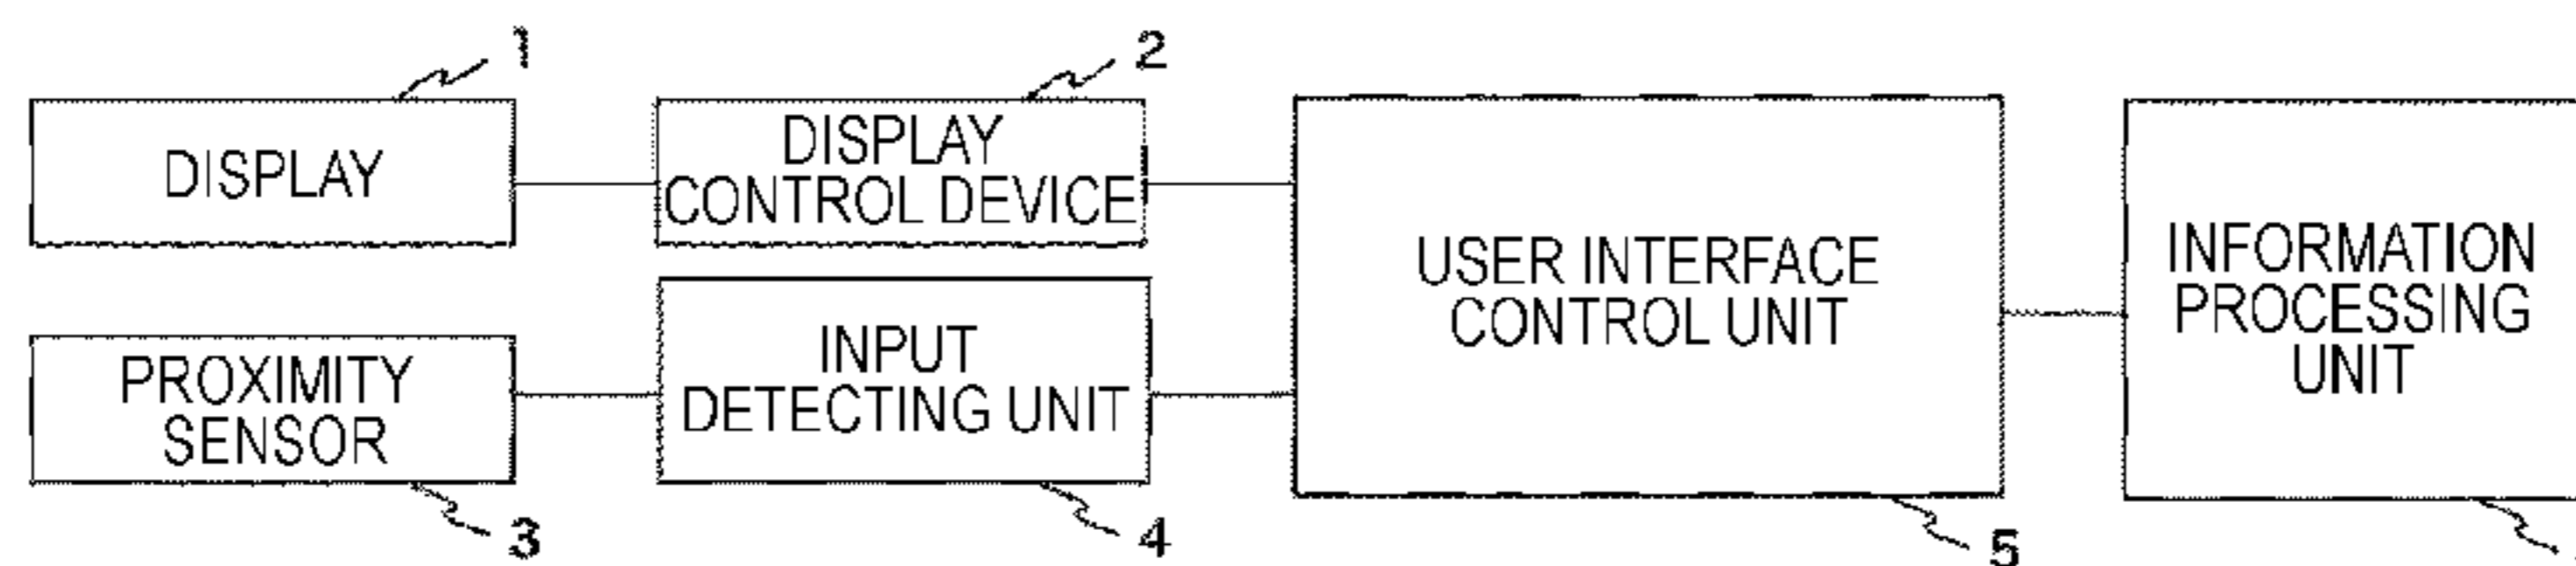 1
2
DISPLAY
DISPLAY
CONTROL DEVICE
USER INTERFACE
CONTROL UNIT
INFORMATION
PROCESSING
UNIT
PROXIMITY
SENSOR
INPUT
DETECTING UNIT
3
4
5